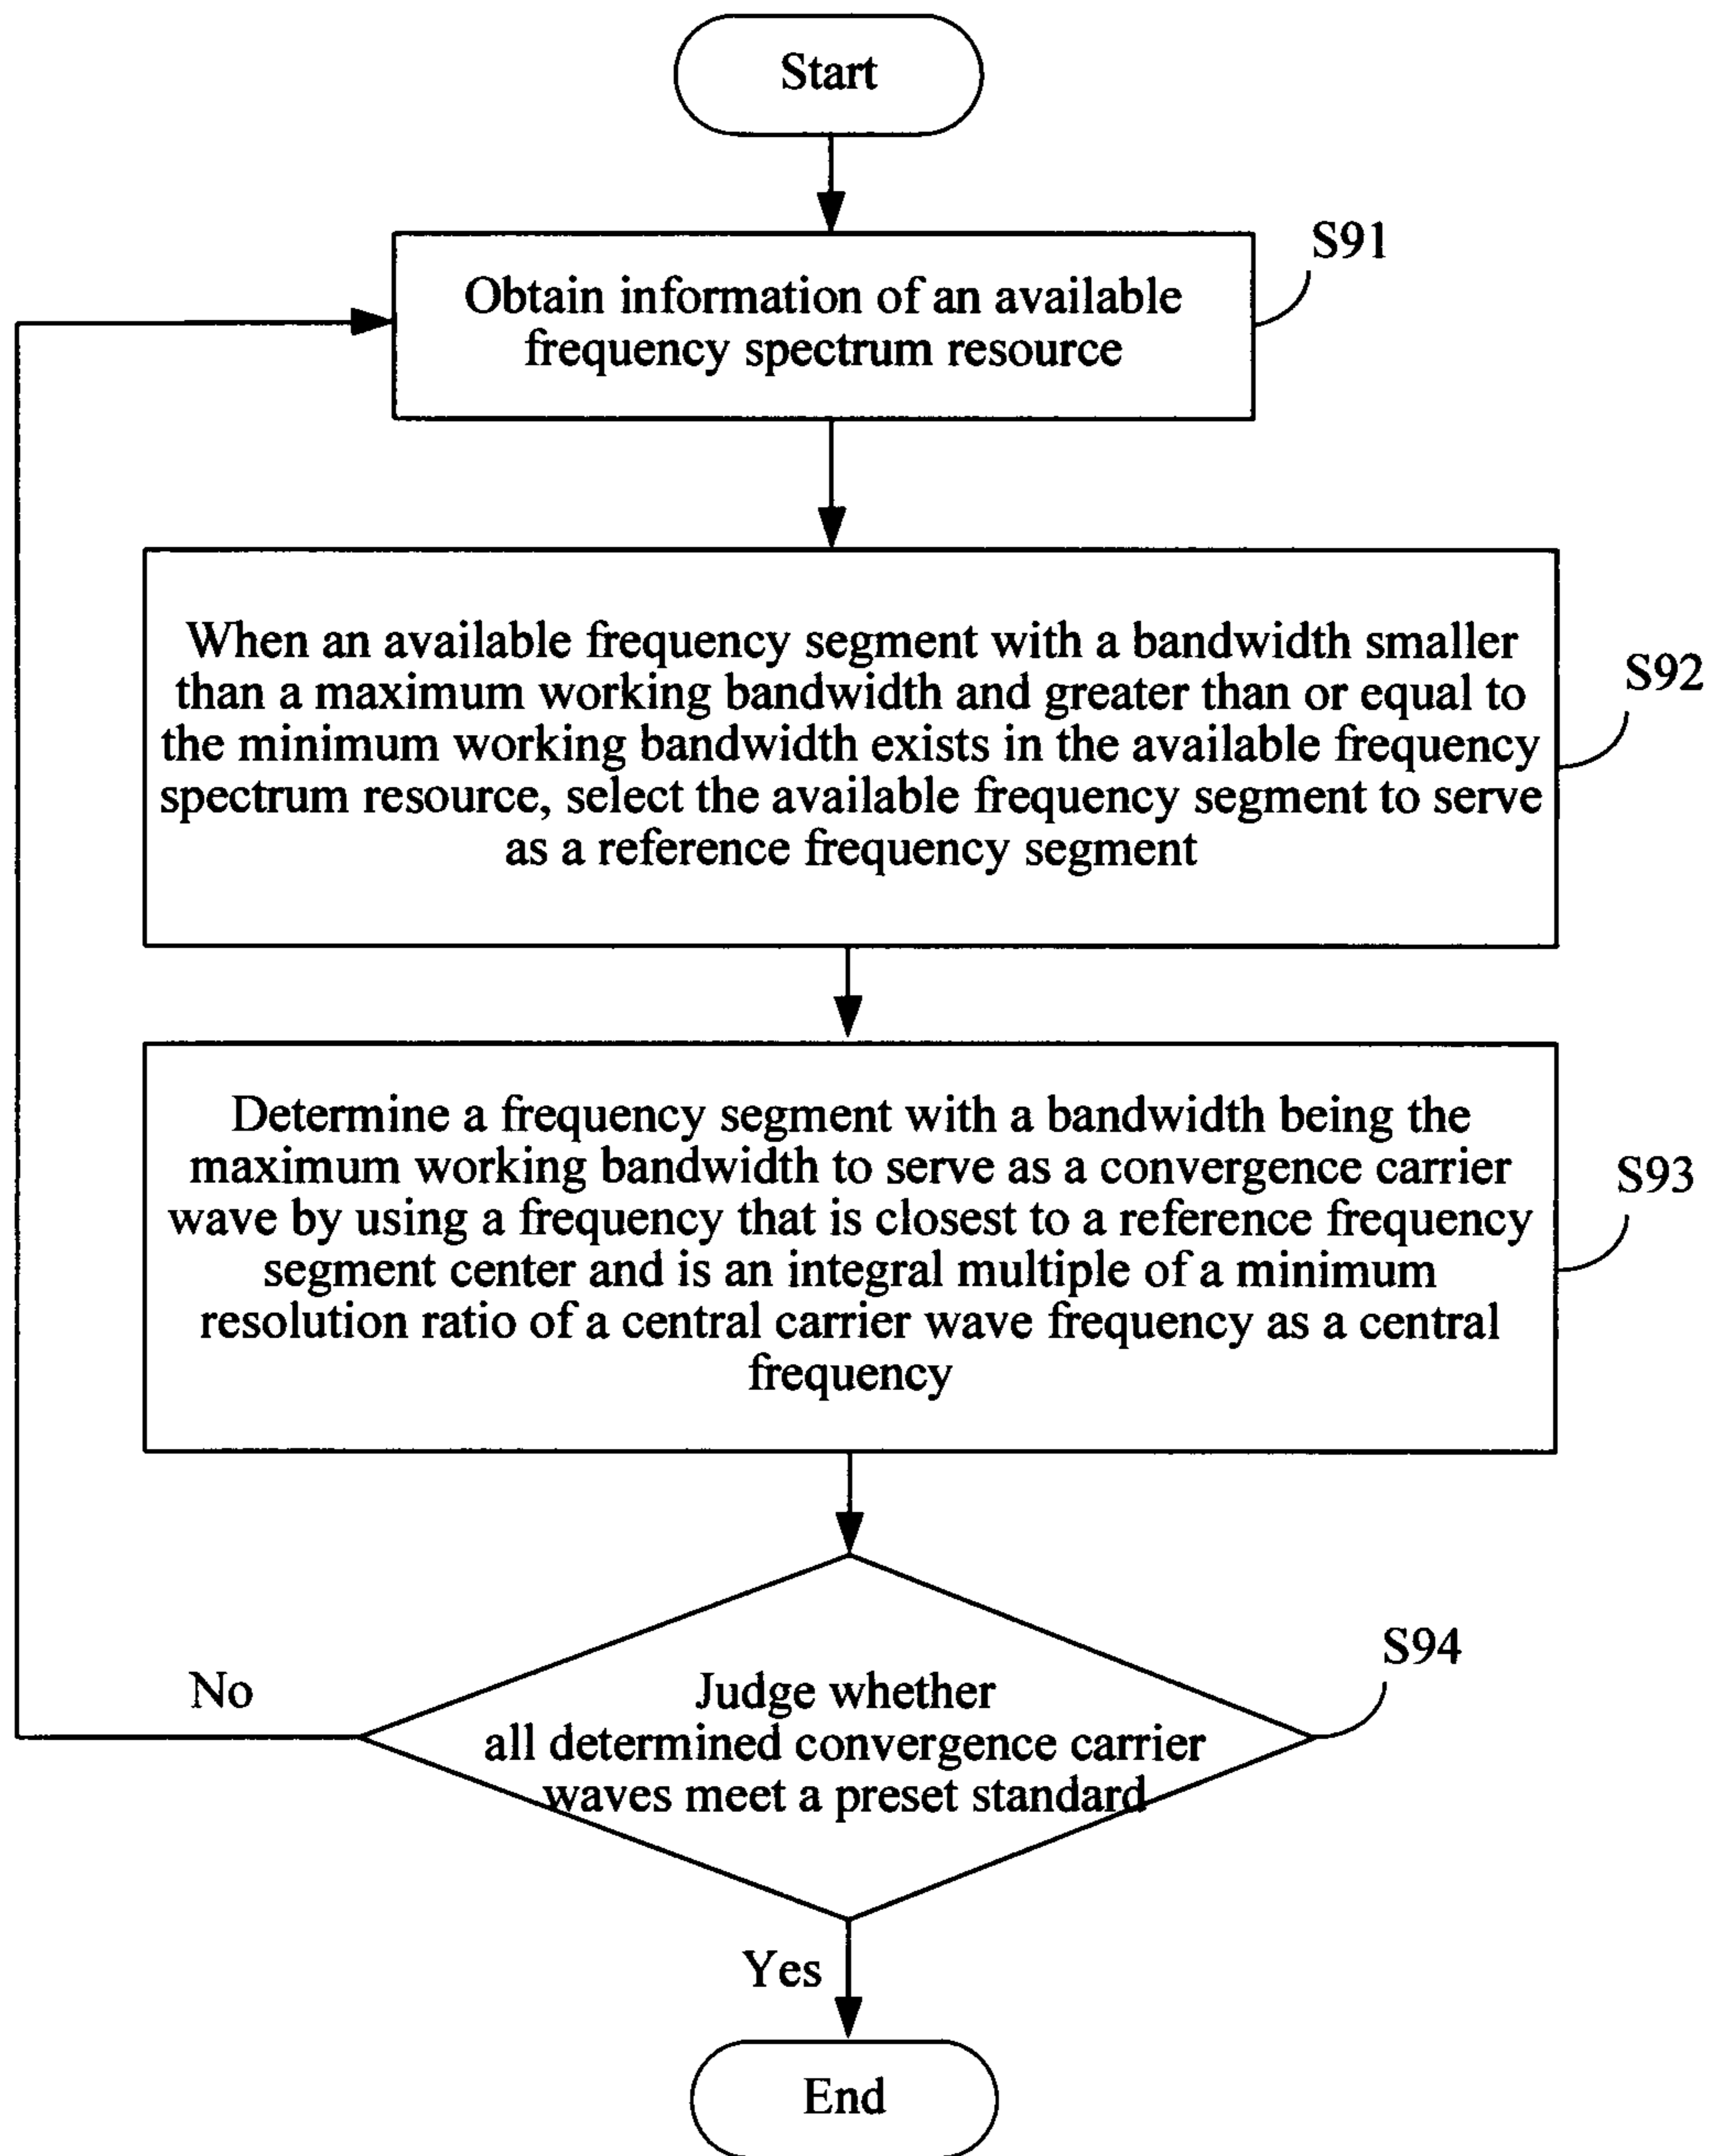 Start
S91
Obtain information of an available
frequency spectrum resource
When an available frequency segment with a bandwidth smaller
than a maximum working bandwidth and greater than or equal to
the minimum working bandwidth exists in the available frequency
spectrum resource, select the available frequency segment to serve
as a reference frequency segment
S92
Determine a frequency segment with a bandwidth being the
maximum working bandwidth to serve as a convergence carrier
wave by using a frequency that is closest to a reference frequency
segment center and is an integral multiple of a minimum
resolution ratio of a central carrier wave frequency as a central
frequency
S93
S94
No
Judge whether
all determined convergence carrier
waves meet a preset standard
Yes
End